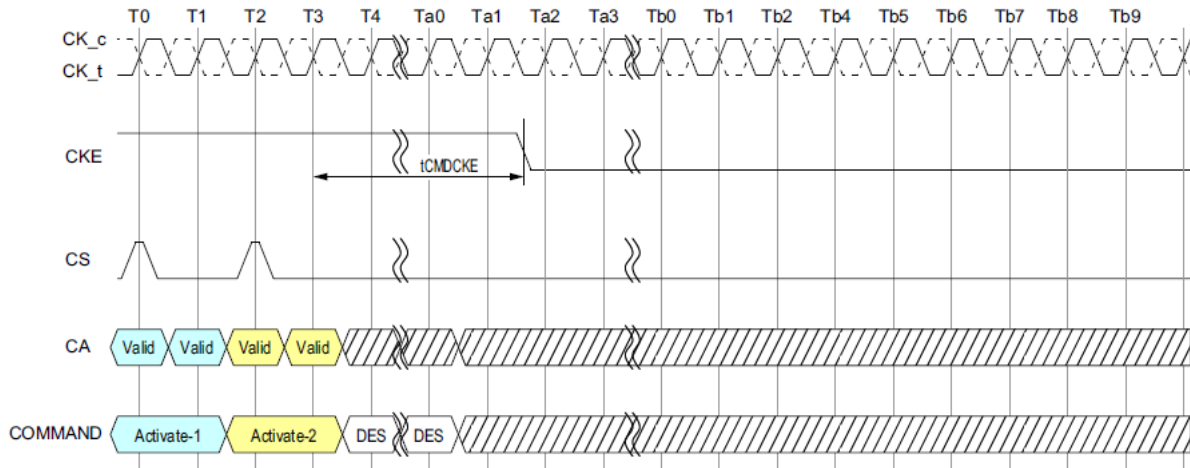 T0 T1 T2 T3 T4 Ta0 Ta1 Ta2 Ta3 Tb0 Tb1 Tb2 Tb4 Tb5 Tb6 Tb7 Tb8 Tb9
CK_c
CK_t
CKE
tCMDCKE
CS
CA Valid Valid Valid Valid
COMMAND Activate-1 Activate-2 DES DES